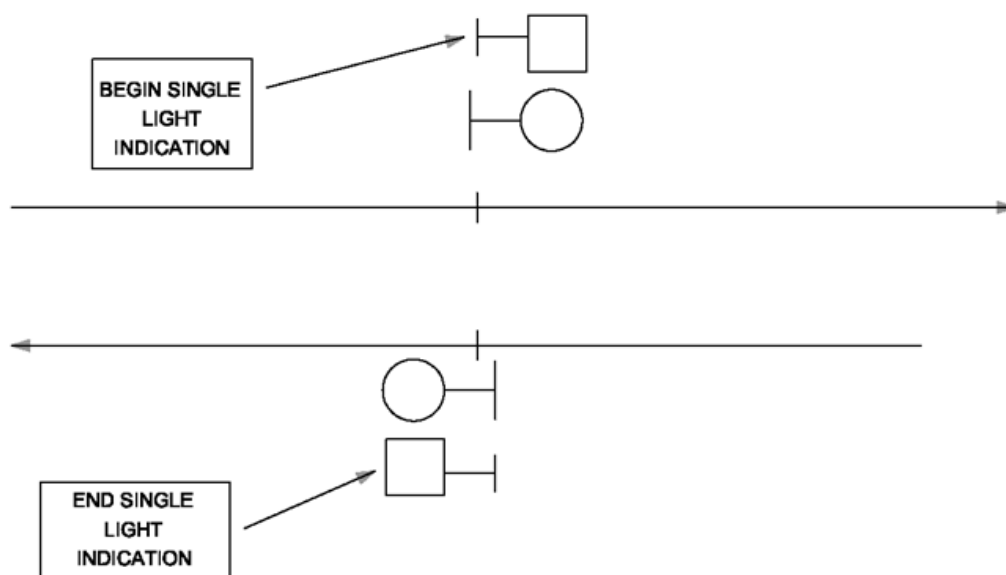 BEGIN SINGLE
LIGHT
INDICATION
END SINGLE
LIGHT
INDICATION